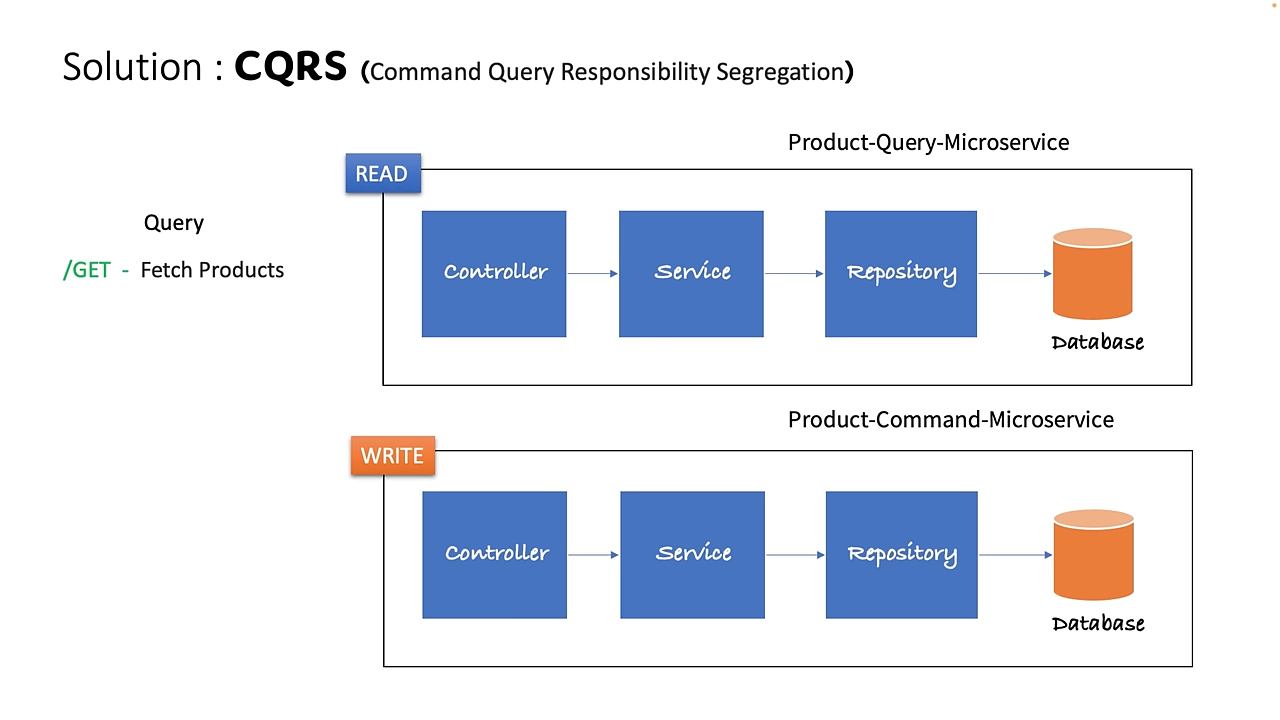 Solution : CQRS (Command Query Responsibility Segregation)
Product-Query-Microservice
READ
Query
/GET - Fetch Products
Controller
Service
Repository
Database
Product-Command-Microservice
WRITE
Controller
Service
Repository
Database